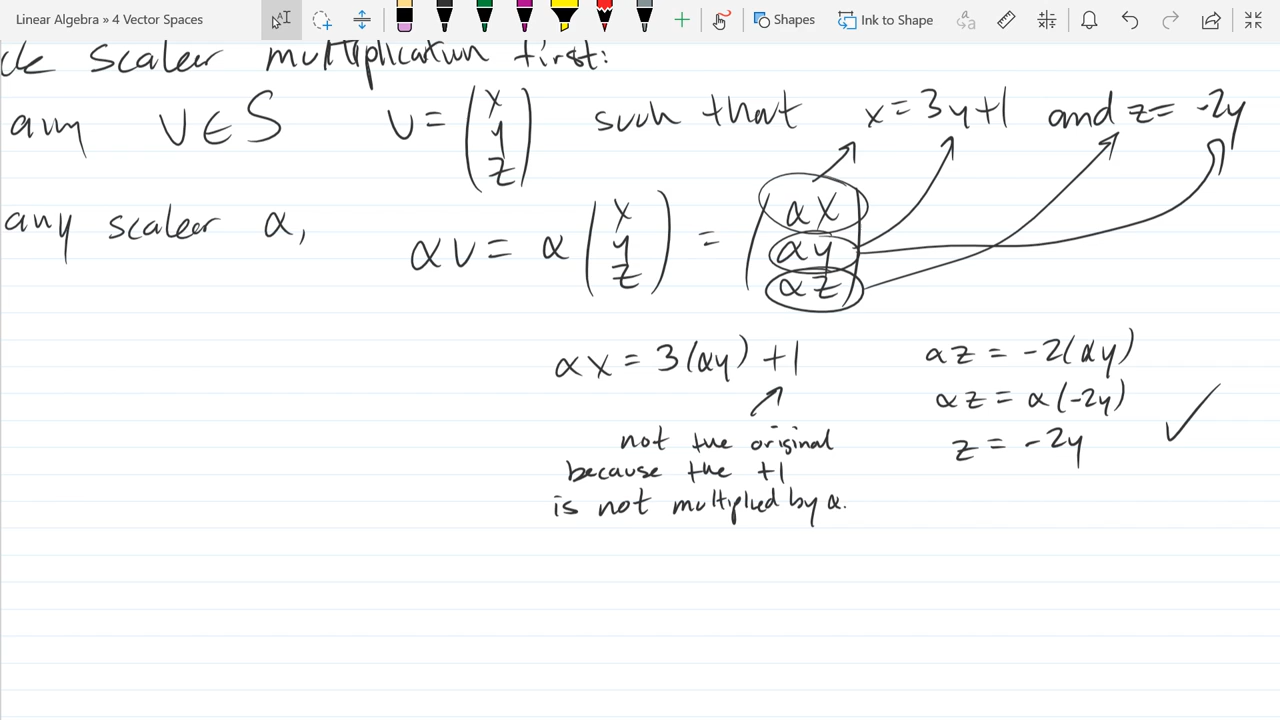 Linear Algebra » 4 Vector Spaces
Shapes
Ink to Shape
ck scaler multiplication first:
any v∈S v = (x y z) such that x = 3y+1 and z = -2y
any scaler α, αv = α (x y z) = (αx αy αz)
αx = 3(αy) +1
not the original
because the +1
is not multiplied by α.
αz = -2(αy)
αz = α(-2y)
z = -2y ✓